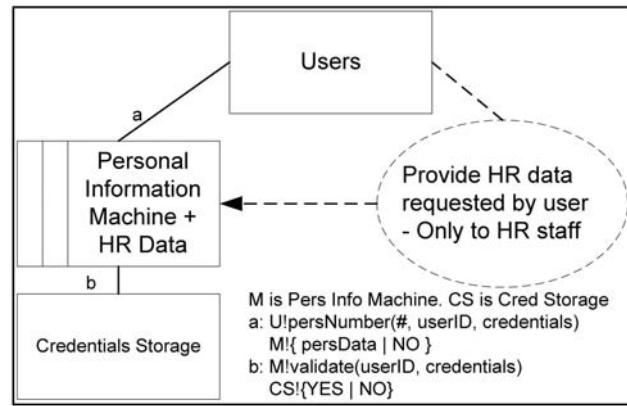 Users
a
Personal
Information
Machine +
HR Data
Provide HR data
requested by user
- Only to HR staff
b
Credentials Storage
M is Pers Info Machine. CS is Cred Storage
a: U!persNumber(#, userID, credentials)
M!{ persData | NO }
b: M!validate(userID, credentials)
CS!{YES | NO}